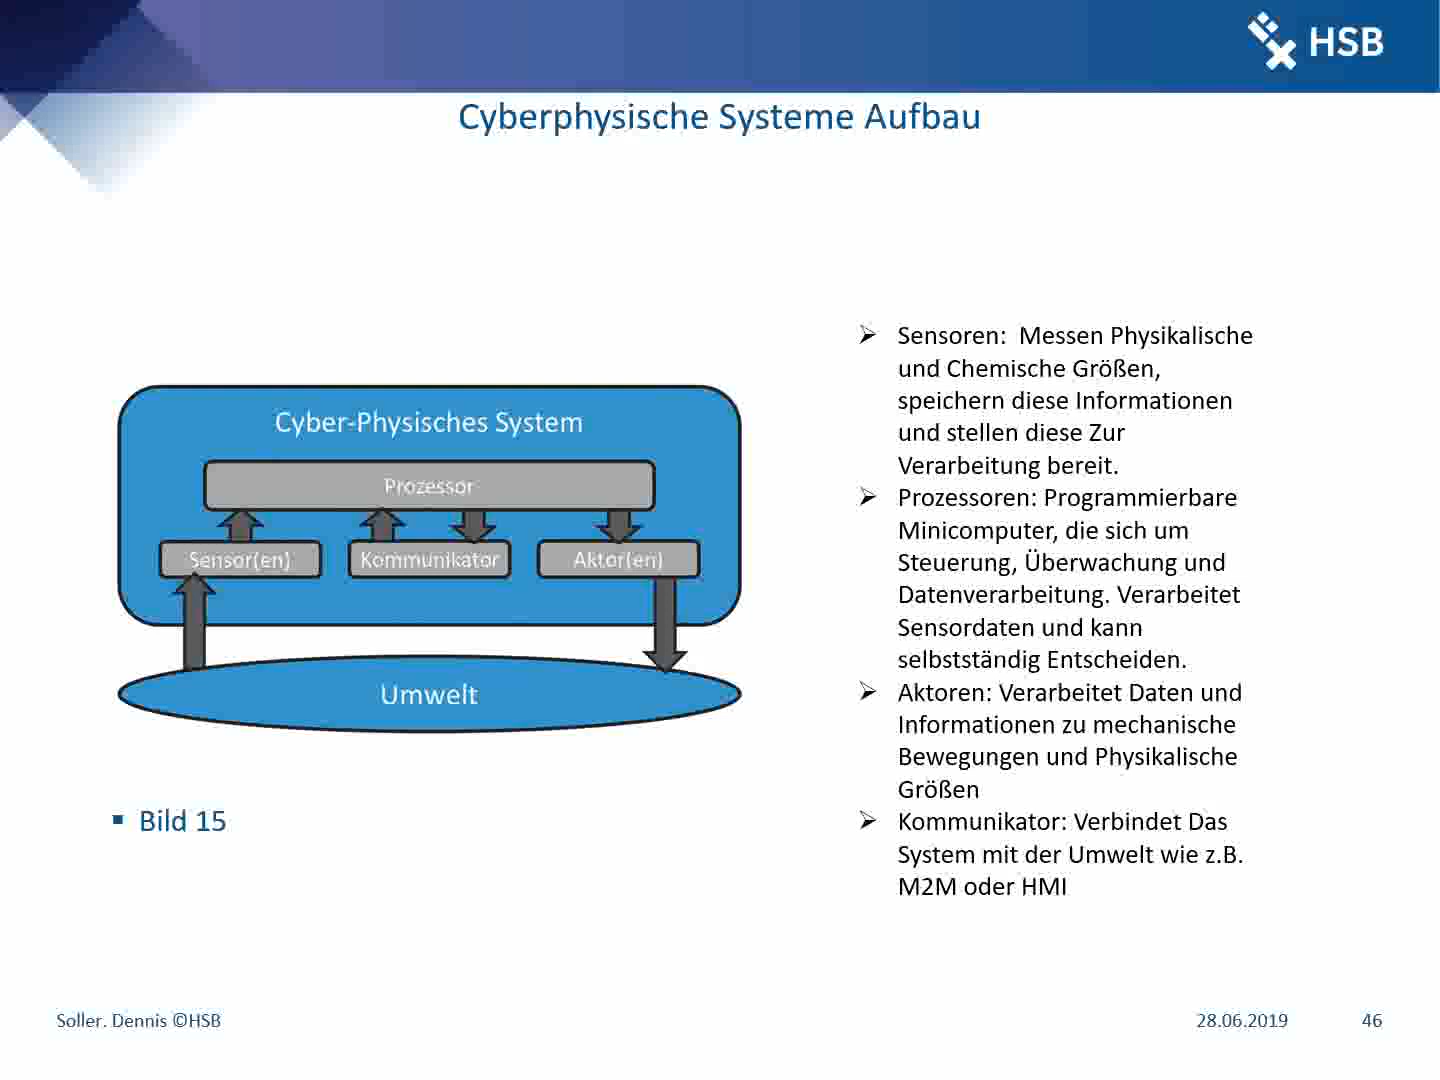 HSB
Cyberphysische Systeme Aufbau
Cyber-Physisches System
Prozessor
Sensor(en)
Kommunikator
Aktor(en)
Umwelt
▪ Bild 15
➢ Sensoren:  Messen Physikalische
und Chemische Größen,
speichern diese Informationen
und stellen diese Zur
Verarbeitung bereit.
➢ Prozessoren: Programmierbare
Minicomputer, die sich um
Steuerung, Überwachung und
Datenverarbeitung. Verarbeitet
Sensordaten und kann
selbstständig Entscheiden.
➢ Aktoren: Verarbeitet Daten und
Informationen zu mechanische
Bewegungen und Physikalische
Größen
➢ Kommunikator: Verbindet Das
System mit der Umwelt wie z.B.
M2M oder HMI
Soller. Dennis ©HSB
28.06.2019
46